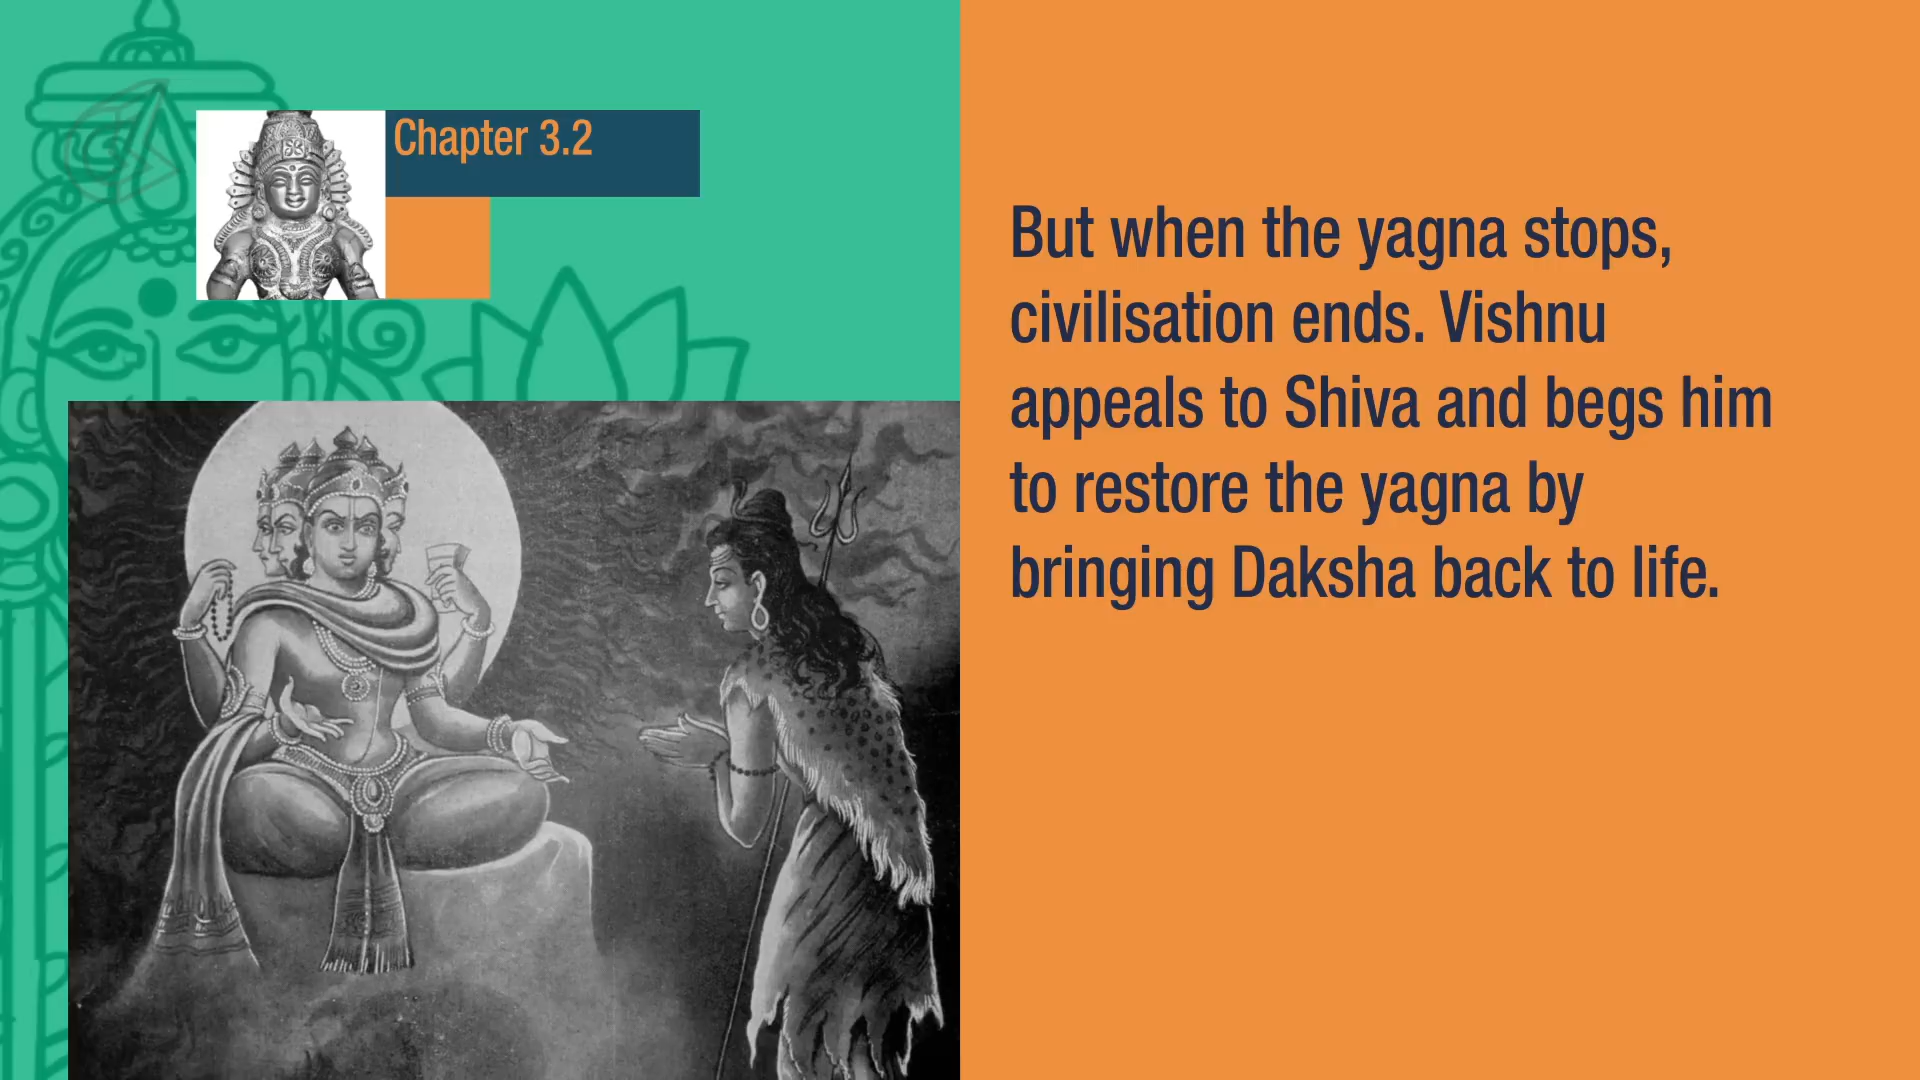 Chapter 3.2
But when the yagna stops,
civilisation ends. Vishnu
appeals to Shiva and begs him
to restore the yagna by
bringing Daksha back to life.